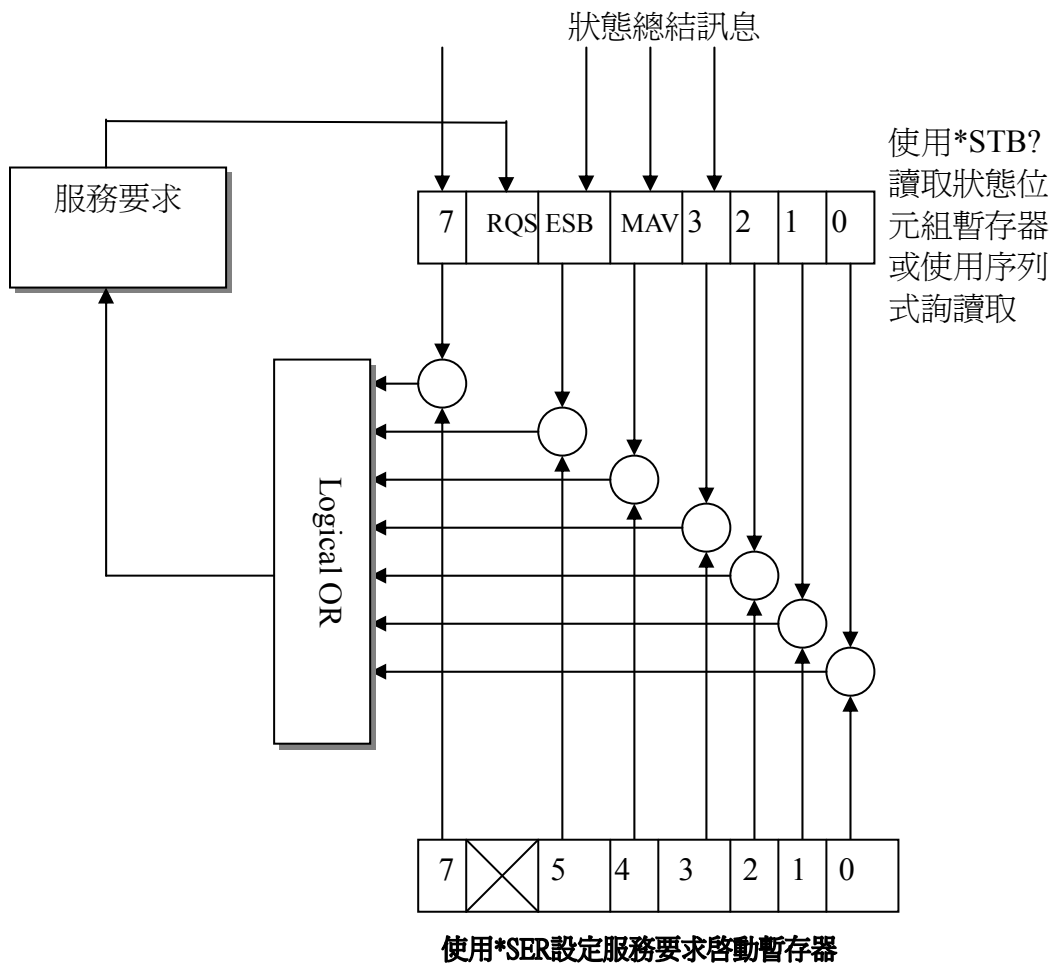 狀態總結訊息
使用*STB?
讀取狀態位
元組暫存器
或使用序列
式詢讀取
服務要求
7 RQS ESB MAV 3 2 1 0
Logical OR
7 5 4 3 2 1 0
使用*SER設定服務要求啓動暫存器